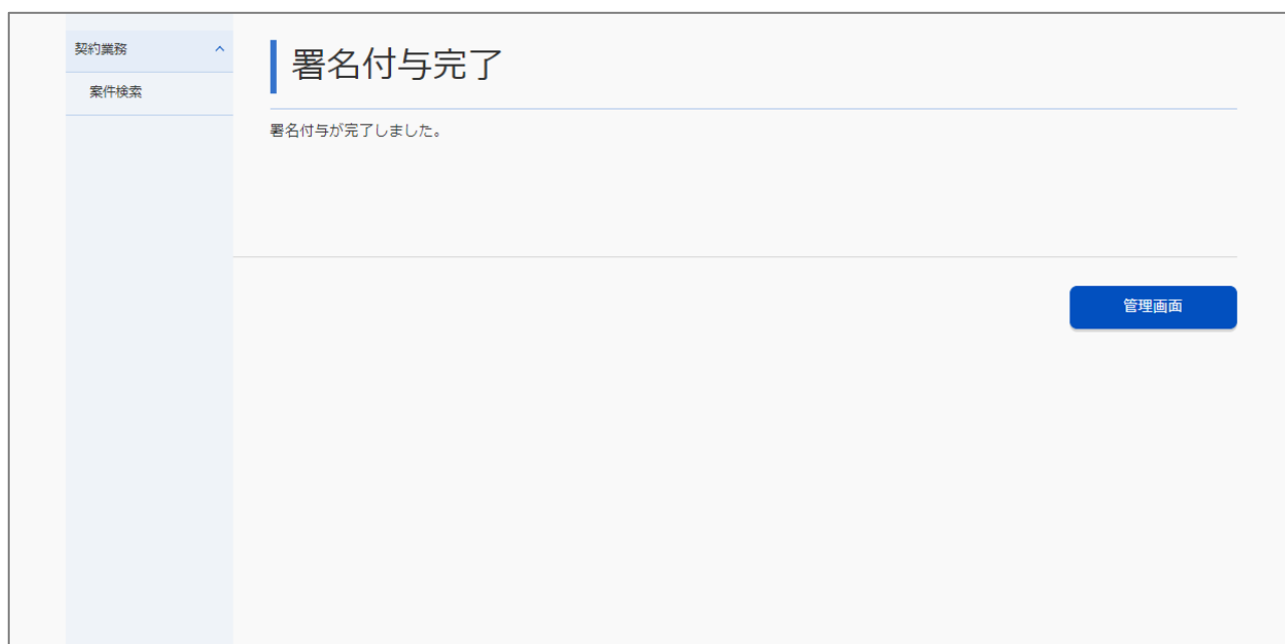 契約業務
案件検索
署名付与完了
署名付与が完了しました。
管理画面